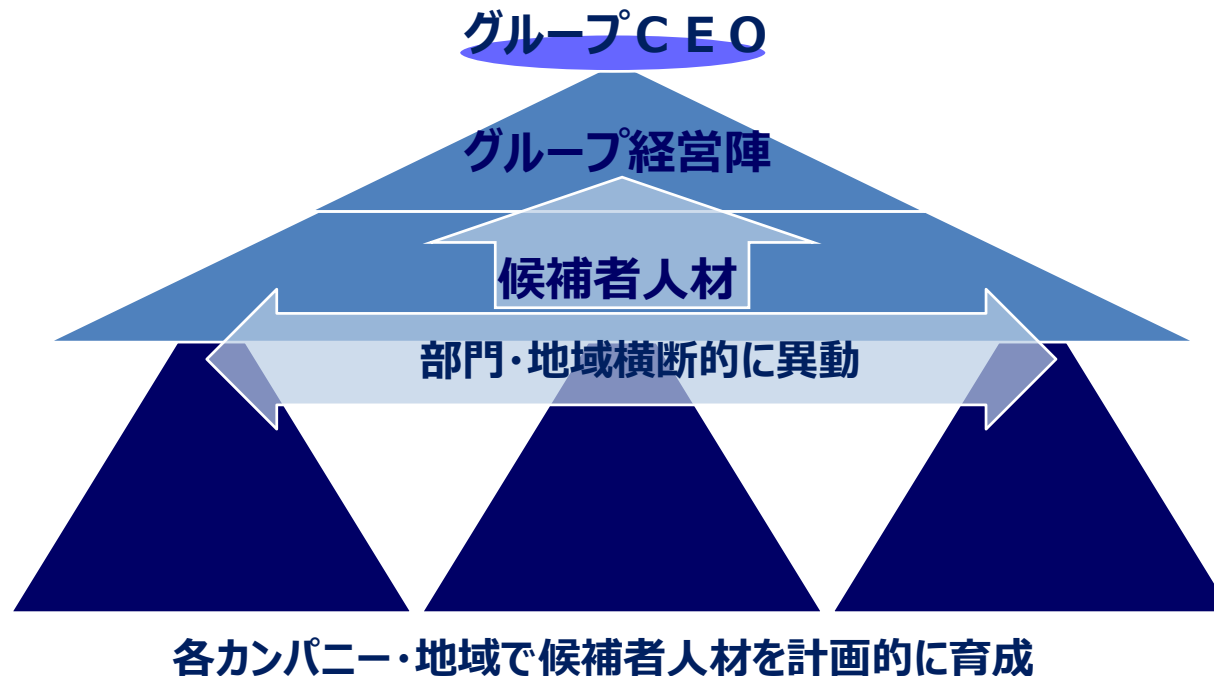 グループＣＥＯ
グループ経営陣
候補者人材
部門・地域横断的に異動
各カンパニー・地域で候補者人材を計画的に育成